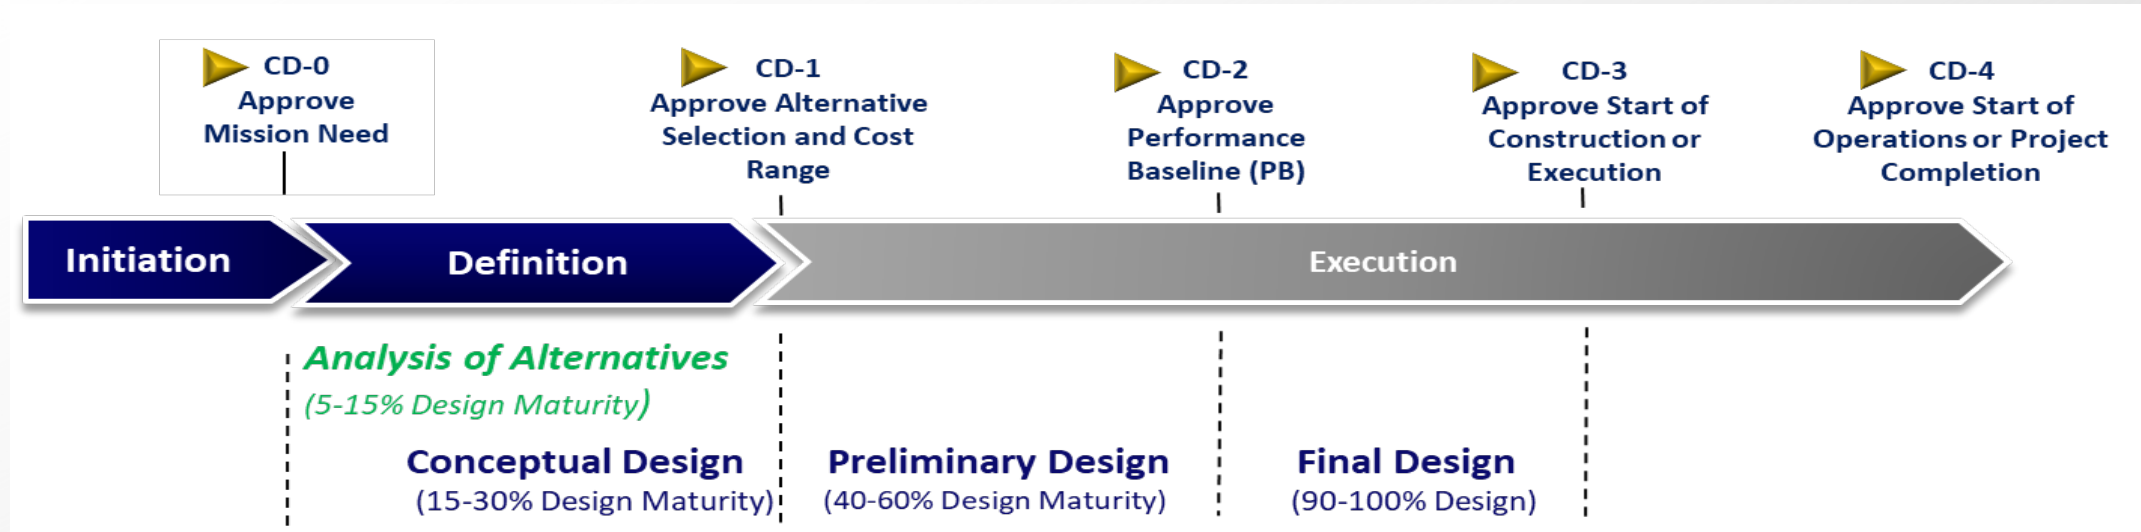 CD-0
Approve
Mission Need
CD-1
Approve Alternative
Selection and Cost
Range
CD-2
Approve
Performance
Baseline (PB)
CD-3
Approve Start of
Construction or
Execution
CD-4
Approve Start of
Operations or Project
Completion
Initiation
Definition
Execution
Analysis of Alternatives
(5-15% Design Maturity)
Conceptual Design
(15-30% Design Maturity)
Preliminary Design
(40-60% Design Maturity)
Final Design
(90-100% Design)